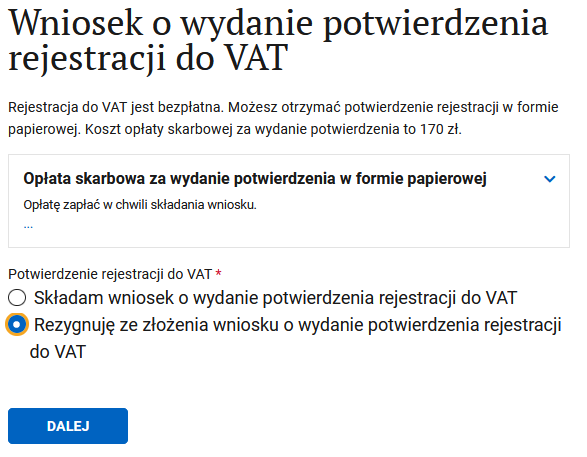 Wniosek o wydanie potwierdzenia
rejestracji do VAT
Rejestracja do VAT jest bezpłatna. Możesz otrzymać potwierdzenie rejestracji w formie
papierowej. Koszt opłaty skarbowej za wydanie potwierdzenia to 170 zł.
Opłata skarbowa za wydanie potwierdzenia w formie papierowej
Opłatę zapłać w chwili składania wniosku.
...
Potwierdzenie rejestracji do VAT *
Składam wniosek o wydanie potwierdzenia rejestracji do VAT
Rezygnuję ze złożenia wniosku o wydanie potwierdzenia rejestracji
do VAT
DALEJ